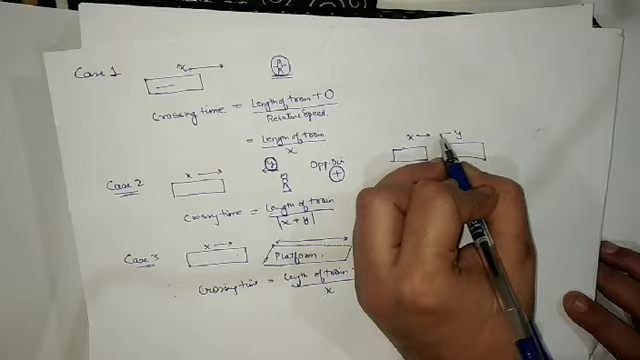 Case 1 x
Crossing time = Length of train + 0
Relative Speed.
= Length of train
x
x y
Case 2 x y Opp. Dir +
Crossing time = Length of train
|x + y|
Case 3 x Platform.
Crossing time = Length of train
x